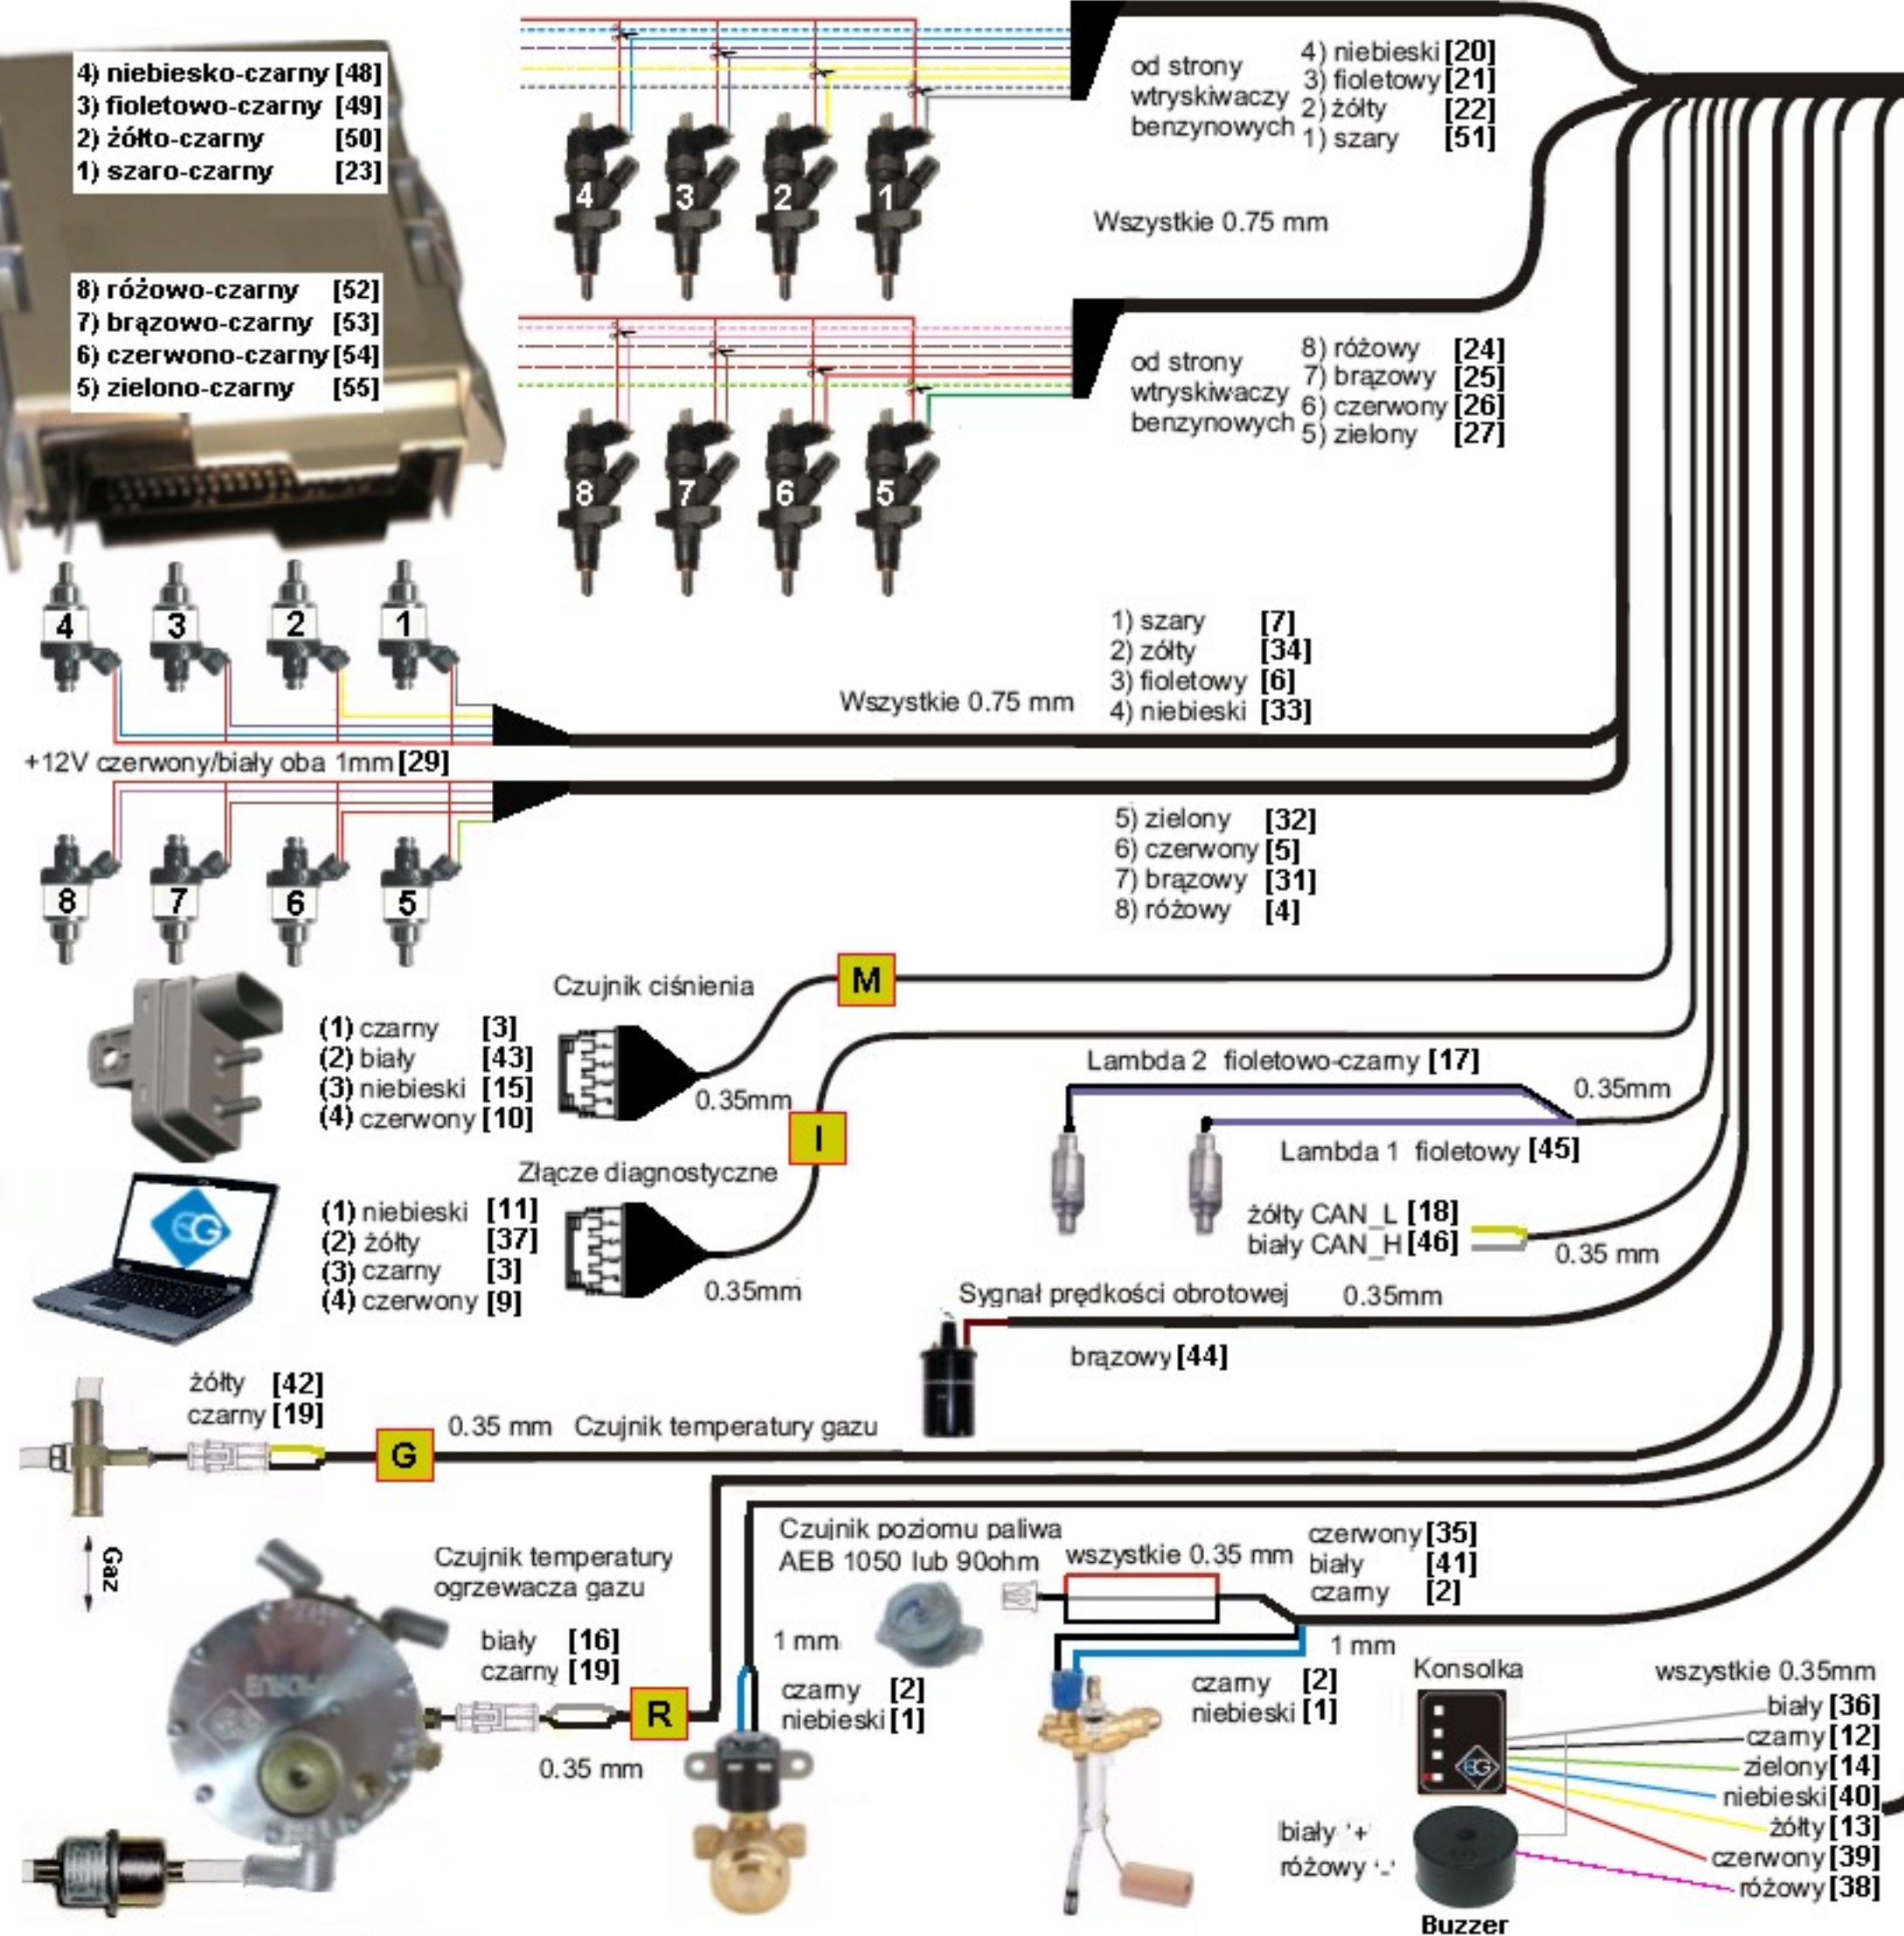 4) niebiesko-czarny [48]
3) fioletowo-czarny [49]
2) żółto-czarny [50]
1) szaro-czarny [23]
8) różowo-czarny [52]
7) brązowo-czarny [53]
6) czerwono-czarny [54]
5) zielono-czarny [55]
od strony
wtryskiwaczy
benzynowych
4) niebieski [20]
3) fioletowy [21]
2) żółty [22]
1) szary [51]
4 3 2 1
Wszystkie 0.75 mm
od strony
wtryskiwaczy
benzynowych
8) różowy [24]
7) brązowy [25]
6) czerwony [26]
5) zielony [27]
8 7 6 5
4 3 2 1
1) szary [7]
2) zółty [34]
3) fioletowy [6]
4) niebieski [33]
Wszystkie 0.75 mm
+12V czerwony/biały oba 1mm [29]
5) zielony [32]
6) czerwony [5]
7) brązowy [31]
8) różowy [4]
8 7 6 5
Czujnik ciśnienia
M
(1) czarny [3]
(2) biały [43]
(3) niebieski [15]
(4) czerwony [10]
0.35mm
I
Złącze diagnostyczne
(1) niebieski [11]
(2) żółty [37]
(3) czarny [3]
(4) czerwony [9]
0.35mm
Lambda 2 fioletowo-czarny [17]
0.35mm
Lambda 1 fioletowy [45]
żółty CAN_L [18]
biały CAN_H [46]
0.35 mm
Sygnał prędkości obrotowej 0.35mm
brązowy [44]
żółty [42]
czarny [19]
G
0.35 mm Czujnik temperatury gazu
Gaz
Czujnik temperatury
ogrzewacza gazu
biały [16]
czarny [19]
R
0.35 mm
Czujnik poziomu paliwa
AEB 1050 lub 90ohm
wszystkie 0.35 mm
czerwony [35]
biały [41]
czarny [2]
1 mm
czarny [2]
niebieski [1]
1 mm
czarny [2]
niebieski [1]
Konsolka
wszystkie 0.35mm
biały [36]
czarny [12]
zielony [14]
niebieski [40]
żółty [13]
czerwony [39]
różowy [38]
biały '+'
różowy '-'
Buzzer